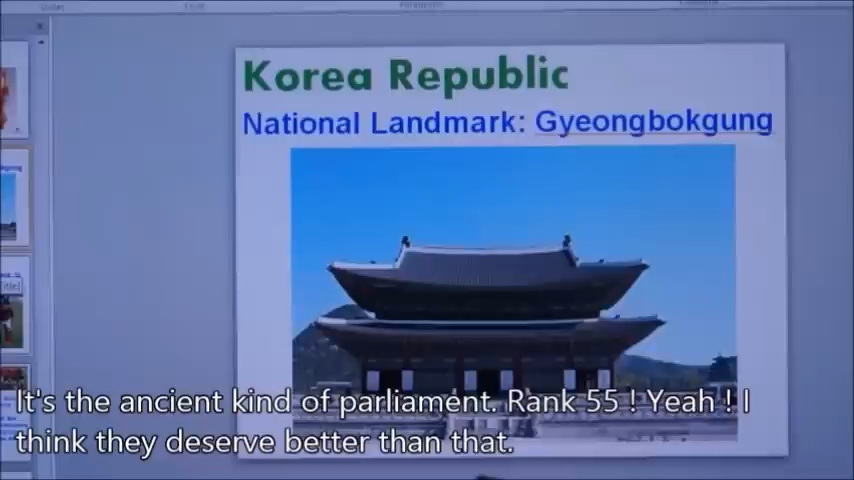 Korea Republic
National Landmark: Gyeongbokgung
It's the ancient kind of parliament. Rank 55 ! Yeah ! I
think they deserve better than that.